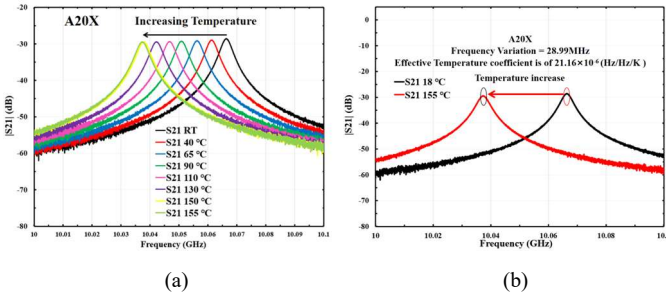 (a)
A20X
Increasing Temperature
|S21| (dB)
-20
-30
-40
-50
-60
-70
-80
S21 RT
S21 40 °C
S21 65 °C
S21 90 °C
S21 110 °C
S21 130 °C
S21 150 °C
S21 155 °C
10 10.01 10.02 10.03 10.04 10.05 10.06 10.07 10.08 10.09 10.1
Frequency (GHz)
(a)
5
-5
-20
-30
-40
-50
-60
-70
-80
|S21| (dB)
A20X
Frequency Variation = 28.99MHz
Effective Temperature coefficient is of 21.16×10-6 (Hz/Hz/K )
S21 18 °C
S21 155 °C
Temperature increase
10 10.02 10.04 10.06 10.08 10.
Frequency (GHz)
(b)